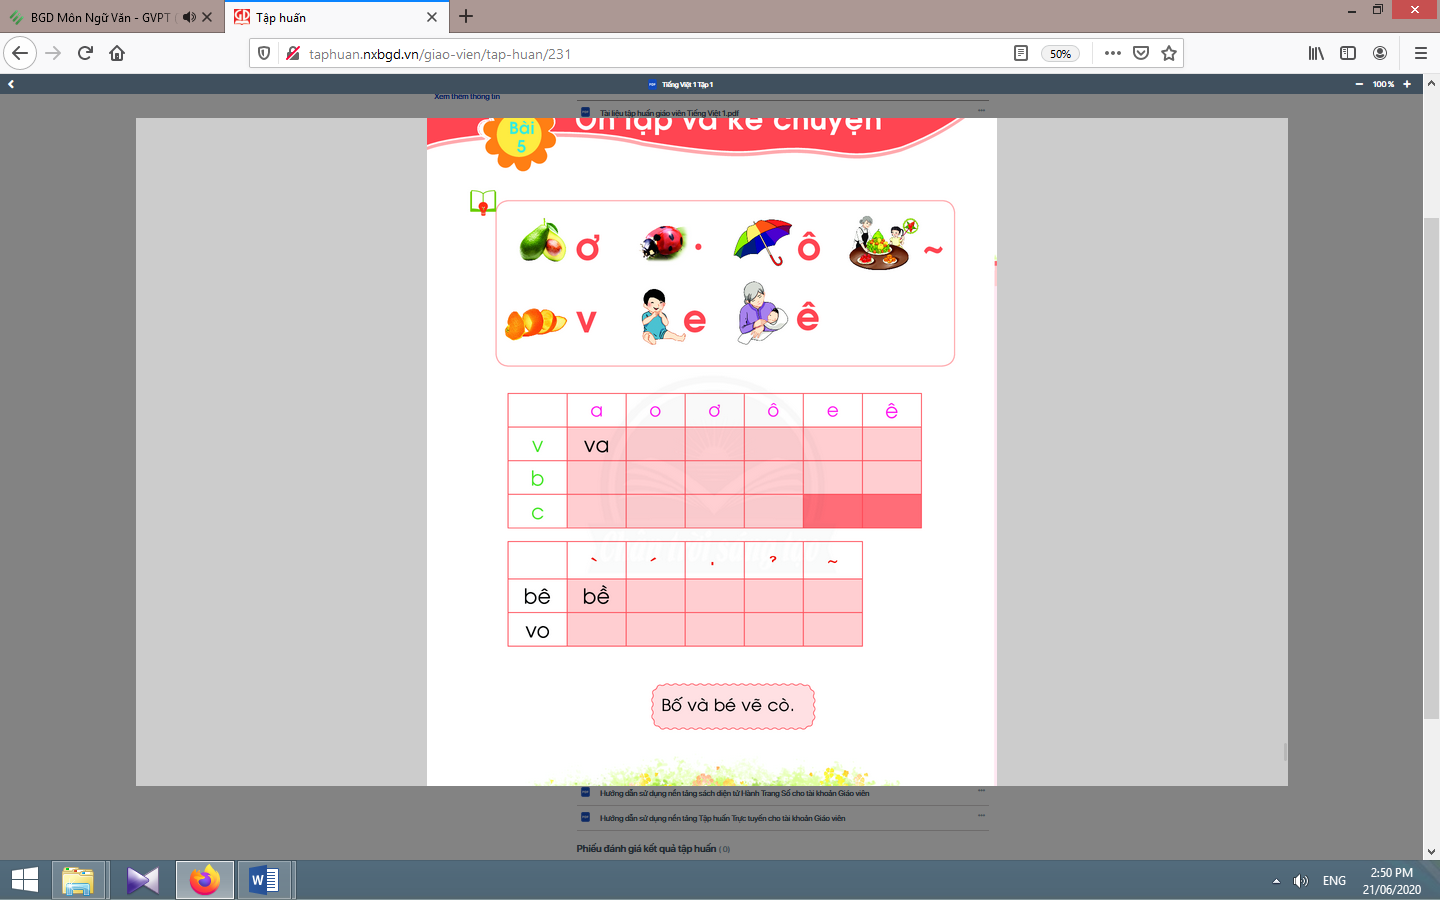 BGD Môn Ngữ Văn - GVPT (
Tập huấn
taphuan.nxbgd.vn/giao-vien/tap-huan/231
50%
Tiếng Việt 1 Tập 1
100 %
Xem thêm thông tin
Tài liệu tập huấn giáo viên Tiếng Việt 1.pdf
Bài
5
Ôn tập và kể chuyện
ơ
.
ô
~
v
e
ê
a o ơ ô e ê
v va
b
c
` ´ . ̉ ~
bê bề
vo
Bố và bé vẽ cò.
Hướng dẫn sử dụng nền tảng sách điện tử Hành Trang Số cho tài khoản Giáo viên
Hướng dẫn sử dụng nền tảng Tập huấn Trực tuyến cho tài khoản Giáo viên
Phiếu đánh giá kết quả tập huấn ( 0)
ENG
2:50 PM
21/06/2020